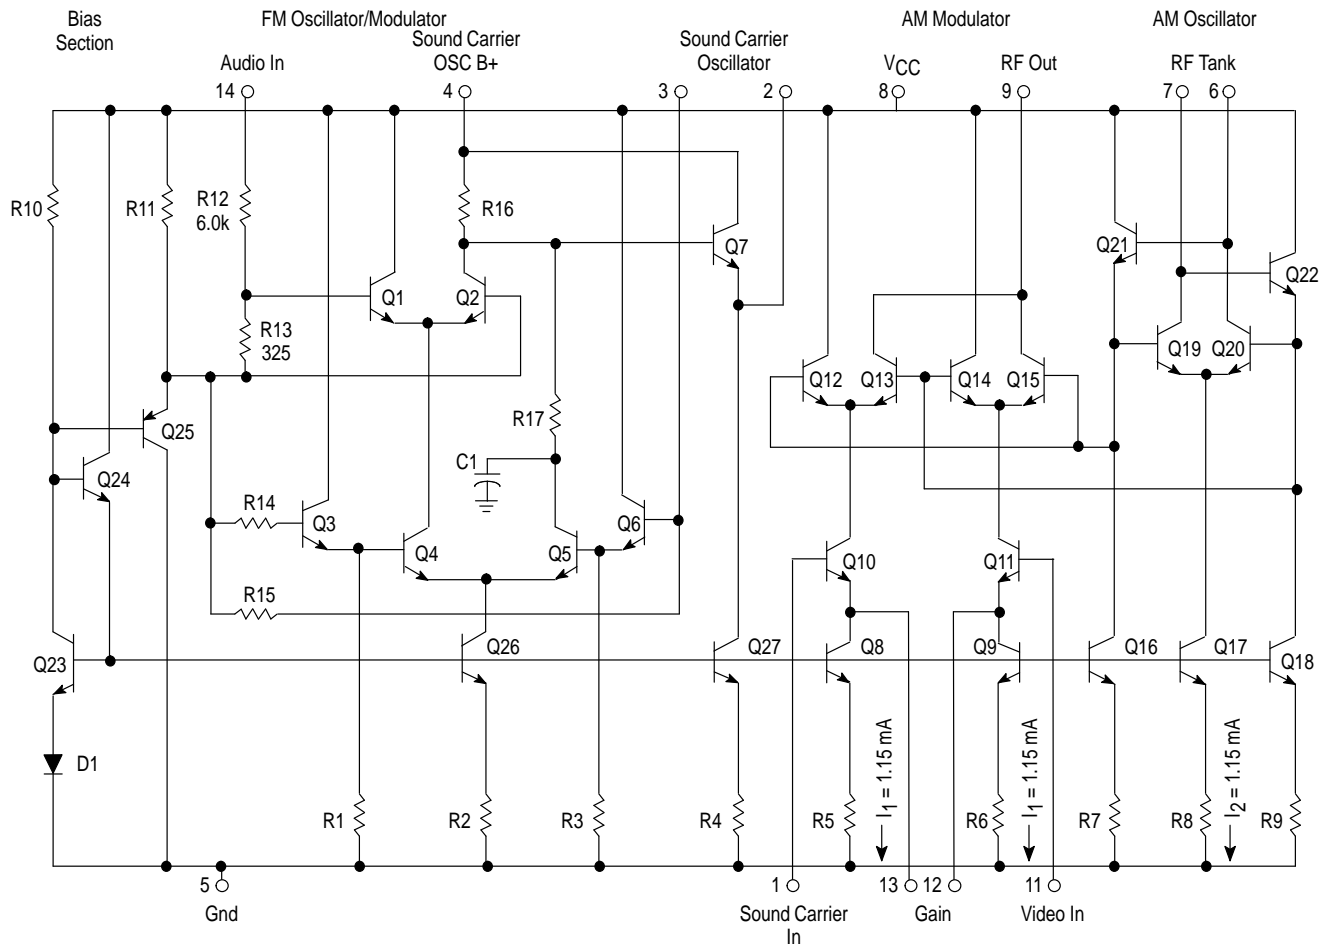 Bias
Section
FM Oscillator/Modulator
Sound Carrier
OSC B+
Audio In
Sound Carrier
Oscillator
AM Modulator
VCC
RF Out
AM Oscillator
RF Tank
14
4
3
2
8
9
7
6
R10
R11
R12
6.0k
R16
Q7
Q21
Q22
Q1
Q2
R13
325
Q19
Q20
Q12
Q13
Q14
Q15
R17
Q25
C1
Q24
R14
Q3
Q4
Q5
Q6
Q10
Q11
R15
Q23
Q26
Q27
Q8
Q9
Q16
Q17
Q18
D1
R1
R2
R3
R4
R5
I1 = 1.15 mA
R6
I1 = 1.15 mA
R7
R8
I2 = 1.15 mA
R9
5
Gnd
1
13
12
11
Sound Carrier
In
Gain
Video In